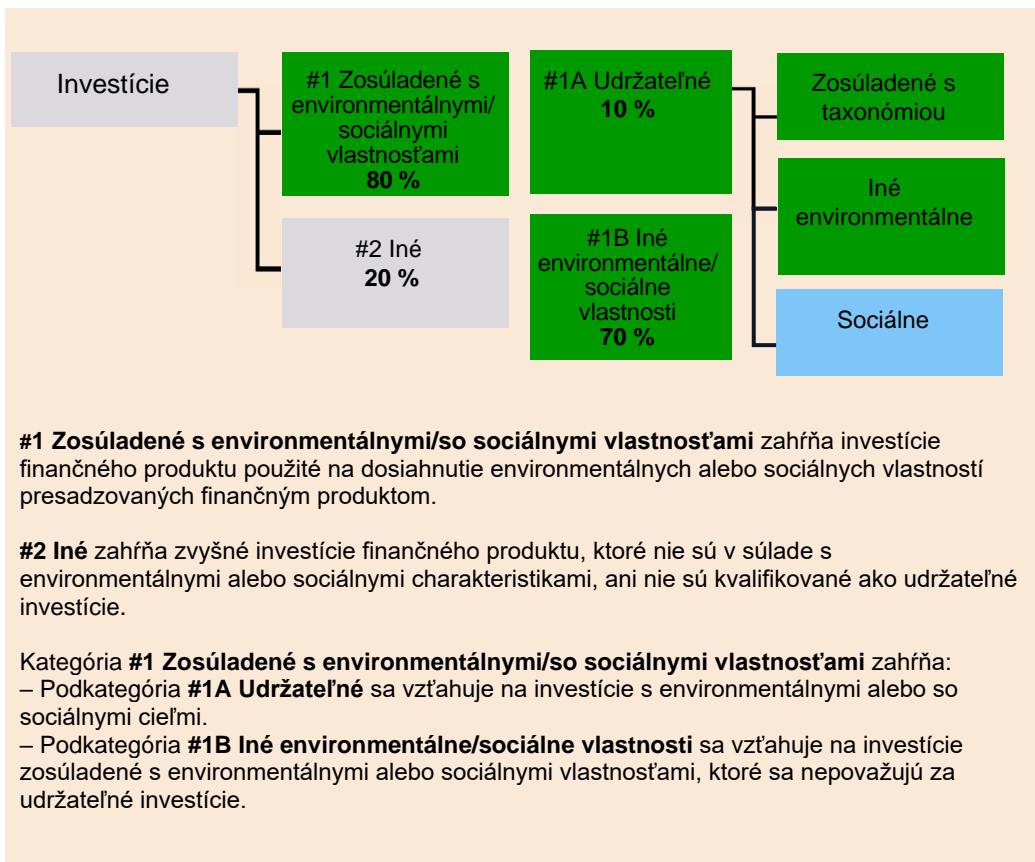 Investície
#1 Zosúladené s
environmentálnymi/
sociálnymi
vlastnosťami
80 %
#2 Iné
20 %
#1A Udržateľné
10 %
#1B Iné
environmentálne/
sociálne
vlastnosti
70 %
Zosúladené s
taxonómiou
Iné
environmentálne
Sociálne
#1 Zosúladené s environmentálnymi/so sociálnymi vlastnosťami zahŕňa investície
finančného produktu použité na dosiahnutie environmentálnych alebo sociálnych vlastností
presadzovaných finančným produktom.
#2 Iné zahŕňa zvyšné investície finančného produktu, ktoré nie sú v súlade s
environmentálnymi alebo sociálnymi charakteristikami, ani nie sú kvalifikované ako udržateľné
investície.
Kategória #1 Zosúladené s environmentálnymi/so sociálnymi vlastnosťami zahŕňa:
– Podkategória #1A Udržateľné sa vzťahuje na investície s environmentálnymi alebo so
sociálnymi cieľmi.
– Podkategória #1B Iné environmentálne/sociálne vlastnosti sa vzťahuje na investície
zosúladené s environmentálnymi alebo sociálnymi vlastnosťami, ktoré sa nepovažujú za
udržateľné investície.